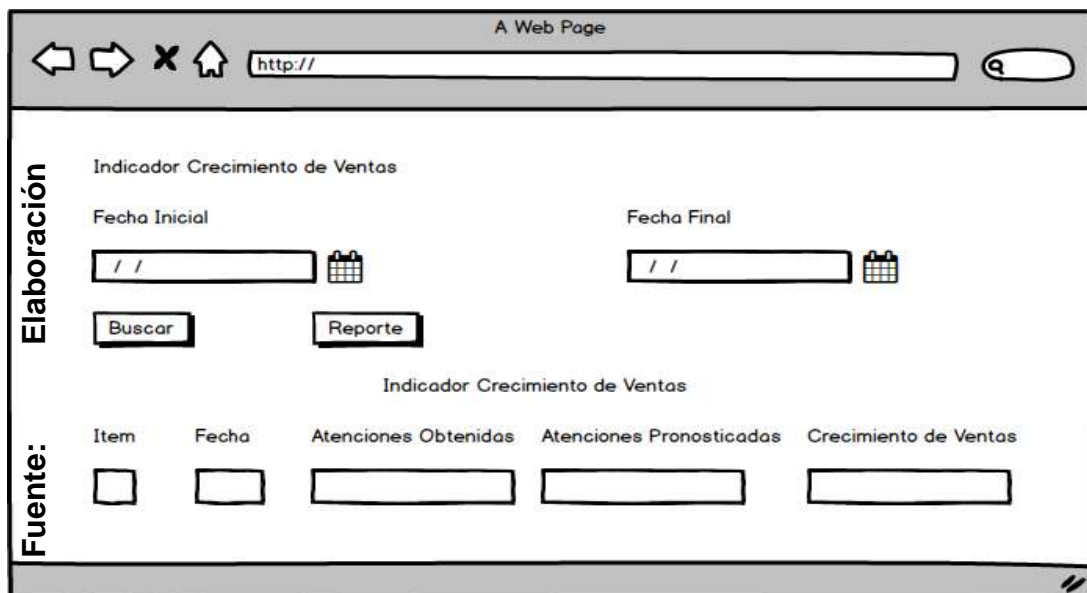 A Web Page
http://
Indicador Crecimiento de Ventas
Fecha Inicial Fecha Final
/ / / /
Buscar Reporte
Indicador Crecimiento de Ventas
Item Fecha Atenciones Obtenidas Atenciones Pronosticadas Crecimiento de Ventas
Fuente: Elaboración